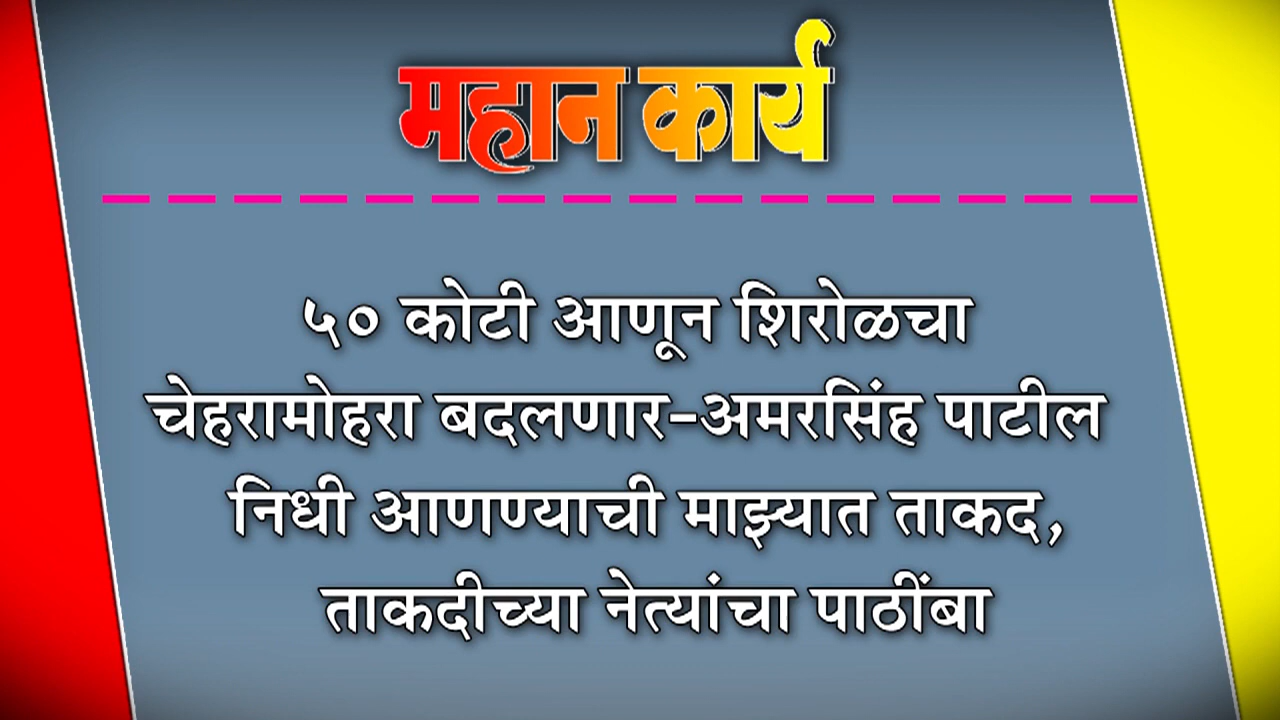 महान कार्य
५० कोटी आणून शिरोळचा
चेहरामोहरा बदलणार-अमरसिंह पाटील
निधी आणण्याची माझ्यात ताकद,
ताकदीच्या नेत्यांचा पाठींबा